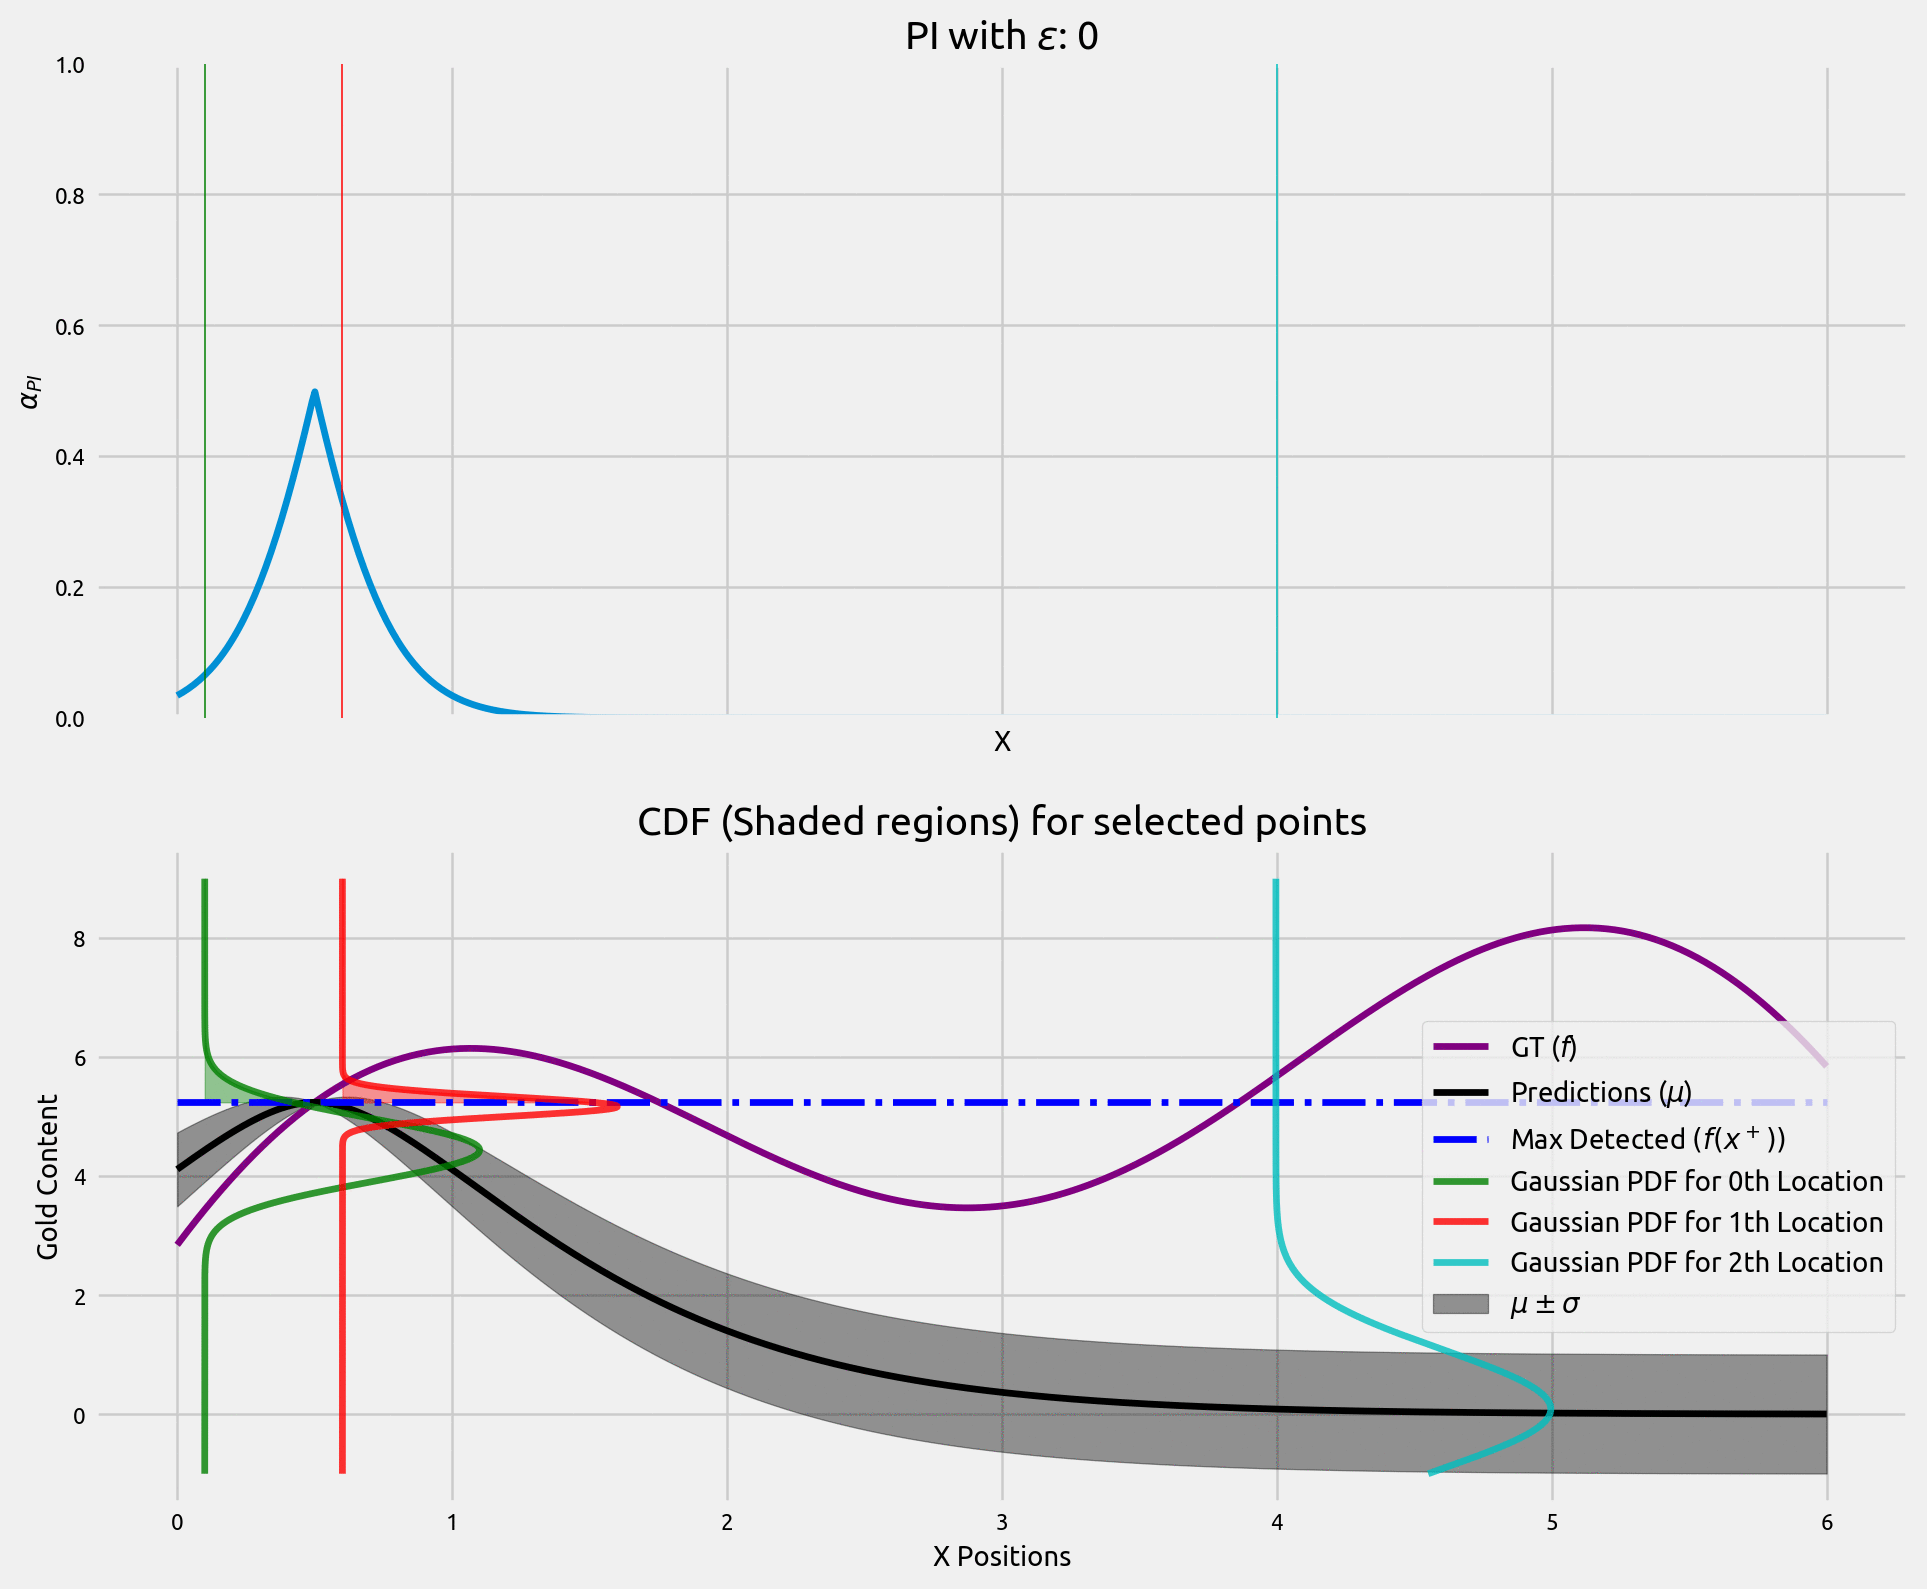 PI with ε: 0
1.0
0.8
0.6
0.4
0.2
0.0
α_PI
X
CDF (Shaded regions) for selected points
8
6
4
2
0
Gold Content
GT (f)
Predictions (μ)
Max Detected (f(x⁺))
Gaussian PDF for 0th Location
Gaussian PDF for 1th Location
Gaussian PDF for 2th Location
μ ± σ
0 1 2 3 4 5 6
X Positions